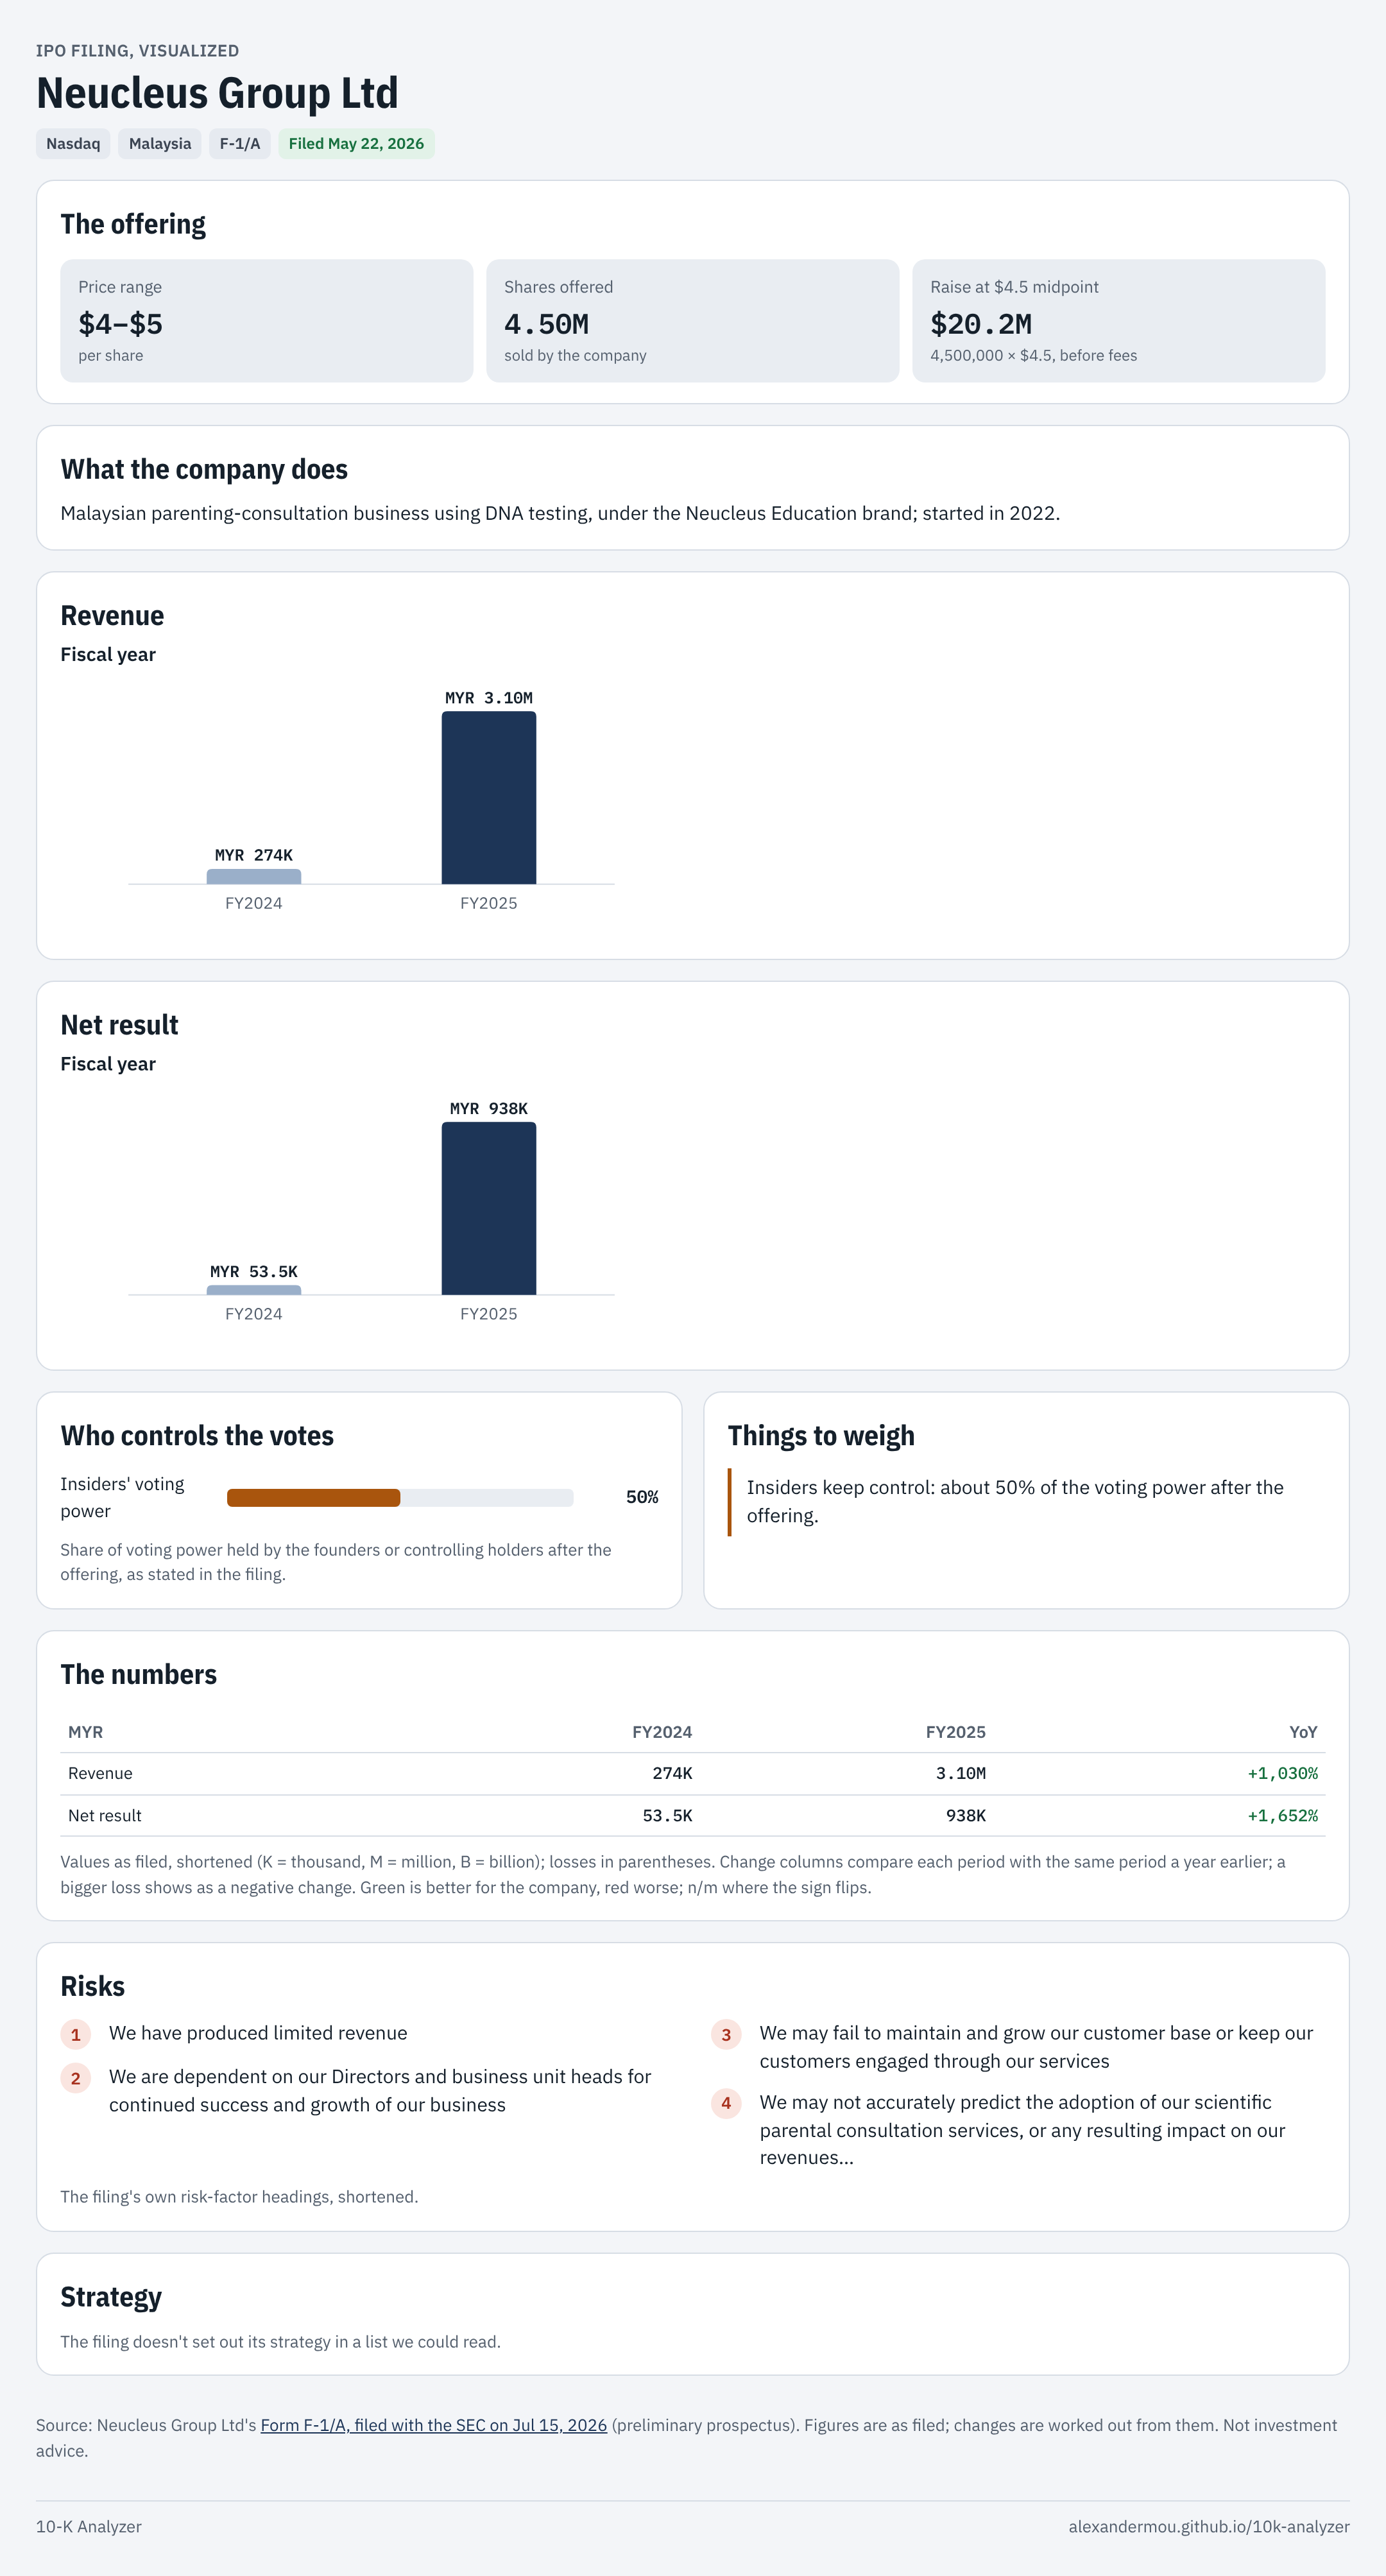 IPO FILING, VISUALIZED
Neucleus Group Ltd
Nasdaq Malaysia F-1/A Filed May 22, 2026
The offering
Price range
$4–$5
per share
Shares offered
4.50M
sold by the company
Raise at $4.5 midpoint
$20.2M
4,500,000 × $4.5, before fees
What the company does
Malaysian parenting-consultation business using DNA testing, under the Neucleus Education brand; started in 2022.
Revenue
Fiscal year
MYR 3.10M
MYR 274K
FY2024 FY2025
Net result
Fiscal year
MYR 938K
MYR 53.5K
FY2024 FY2025
Who controls the votes
Insiders' voting
power
50%
Share of voting power held by the founders or controlling holders after the
offering, as stated in the filing.
Things to weigh
Insiders keep control: about 50% of the voting power after the
offering.
The numbers
MYR FY2024 FY2025 YoY
Revenue 274K 3.10M +1,030%
Net result 53.5K 938K +1,652%
Values as filed, shortened (K = thousand, M = million, B = billion); losses in parentheses. Change columns compare each period with the same period a year earlier; a
bigger loss shows as a negative change. Green is better for the company, red worse; n/m where the sign flips.
Risks
1 We have produced limited revenue
2 We are dependent on our Directors and business unit heads for
continued success and growth of our business
3 We may fail to maintain and grow our customer base or keep our
customers engaged through our services
4 We may not accurately predict the adoption of our scientific
parental consultation services, or any resulting impact on our
revenues…
The filing's own risk-factor headings, shortened.
Strategy
The filing doesn't set out its strategy in a list we could read.
Source: Neucleus Group Ltd's Form F-1/A, filed with the SEC on Jul 15, 2026 (preliminary prospectus). Figures are as filed; changes are worked out from them. Not investment
advice.
10-K Analyzer
alexandermou.github.io/10k-analyzer